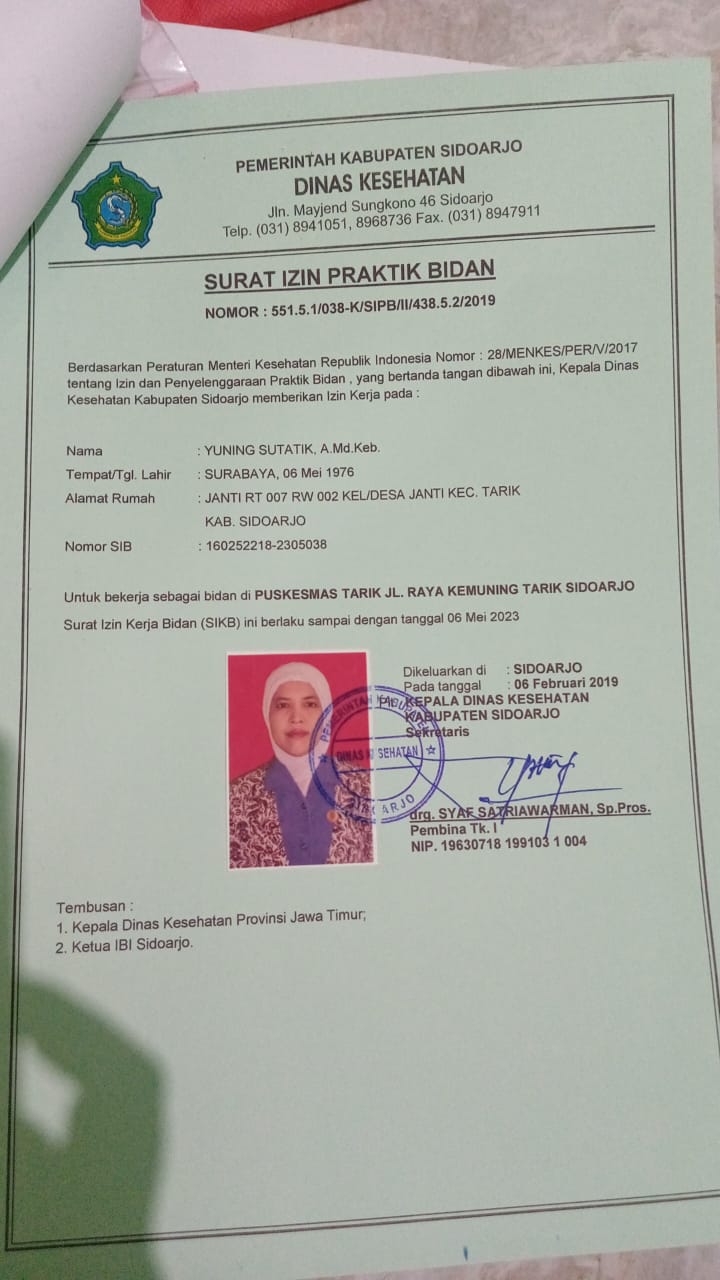 PEMERINTAH KABUPATEN SIDOARJO
DINAS KESEHATAN
Jln. Mayjend Sungkono 46 Sidoarjo
Telp. (031) 8941051, 8968736 Fax. (031) 8947911
SURAT IZIN PRAKTIK BIDAN
NOMOR : 551.5.1/038-K/SIPB/II/438.5.2/2019
Berdasarkan Peraturan Menteri Kesehatan Republik Indonesia Nomor : 28/MENKES/PER/V/2017
tentang Izin dan Penyelenggaraan Praktik Bidan , yang bertanda tangan dibawah ini, Kepala Dinas
Kesehatan Kabupaten Sidoarjo memberikan Izin Kerja pada :
Nama : YUNING SUTATIK, A.Md.Keb.
Tempat/Tgl. Lahir : SURABAYA, 06 Mei 1976
Alamat Rumah : JANTI RT 007 RW 002 KEL/DESA JANTI KEC. TARIK
KAB. SIDOARJO
Nomor SIB : 160252218-2305038
Untuk bekerja sebagai bidan di PUSKESMAS TARIK JL. RAYA KEMUNING TARIK SIDOARJO
Surat Izin Kerja Bidan (SIKB) ini berlaku sampai dengan tanggal 06 Mei 2023
Dikeluarkan di : SIDOARJO
Pada tanggal : 06 Februari 2019
KEPALA DINAS KESEHATAN
KABUPATEN SIDOARJO
Sekretaris
PEMERINTAH KABUPATEN
DINAS KESEHATAN
drg. SYAF SATRIAWARMAN, Sp.Pros.
Pembina Tk. I
NIP. 19630718 199103 1 004
Tembusan :
1. Kepala Dinas Kesehatan Provinsi Jawa Timur;
2. Ketua IBI Sidoarjo.